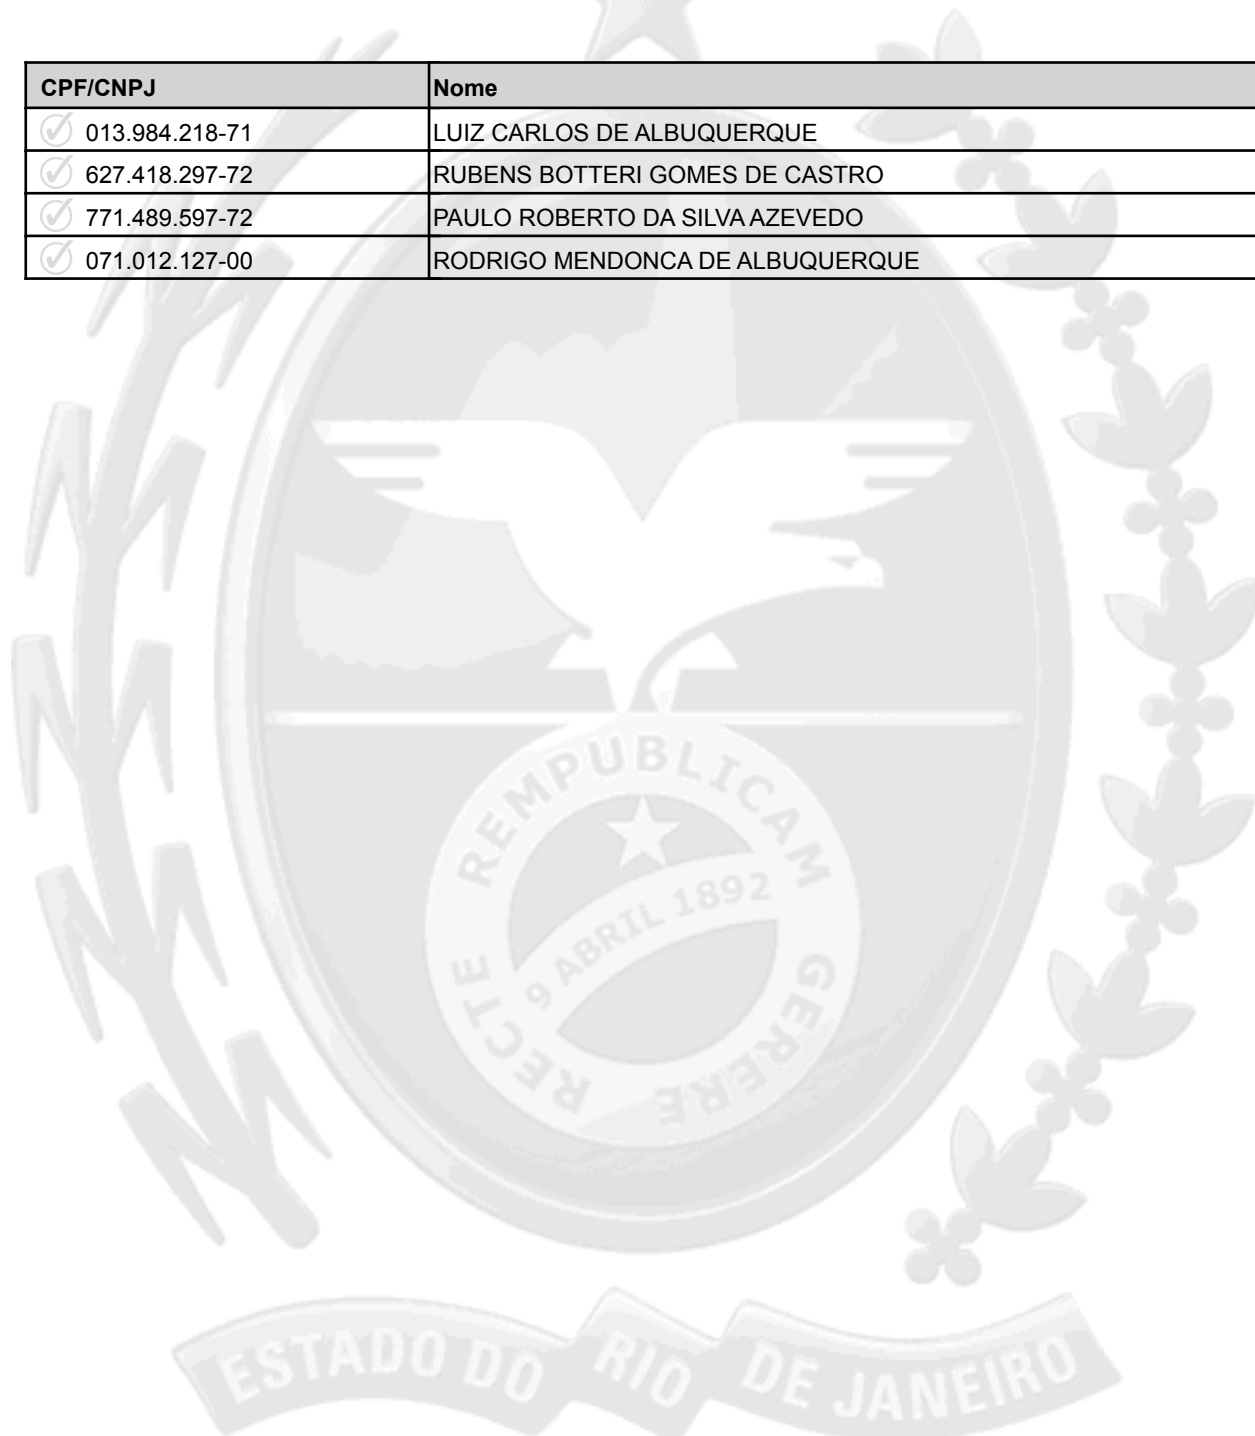 CPF/CNPJ Nome
013.984.218-71 LUIZ CARLOS DE ALBUQUERQUE
627.418.297-72 RUBENS BOTTERI GOMES DE CASTRO
771.489.597-72 PAULO ROBERTO DA SILVA AZEVEDO
071.012.127-00 RODRIGO MENDONCA DE ALBUQUERQUE
RECTE REMPUBLICAM GERERE
9 ABRIL 1892
ESTADO DO RIO DE JANEIRO